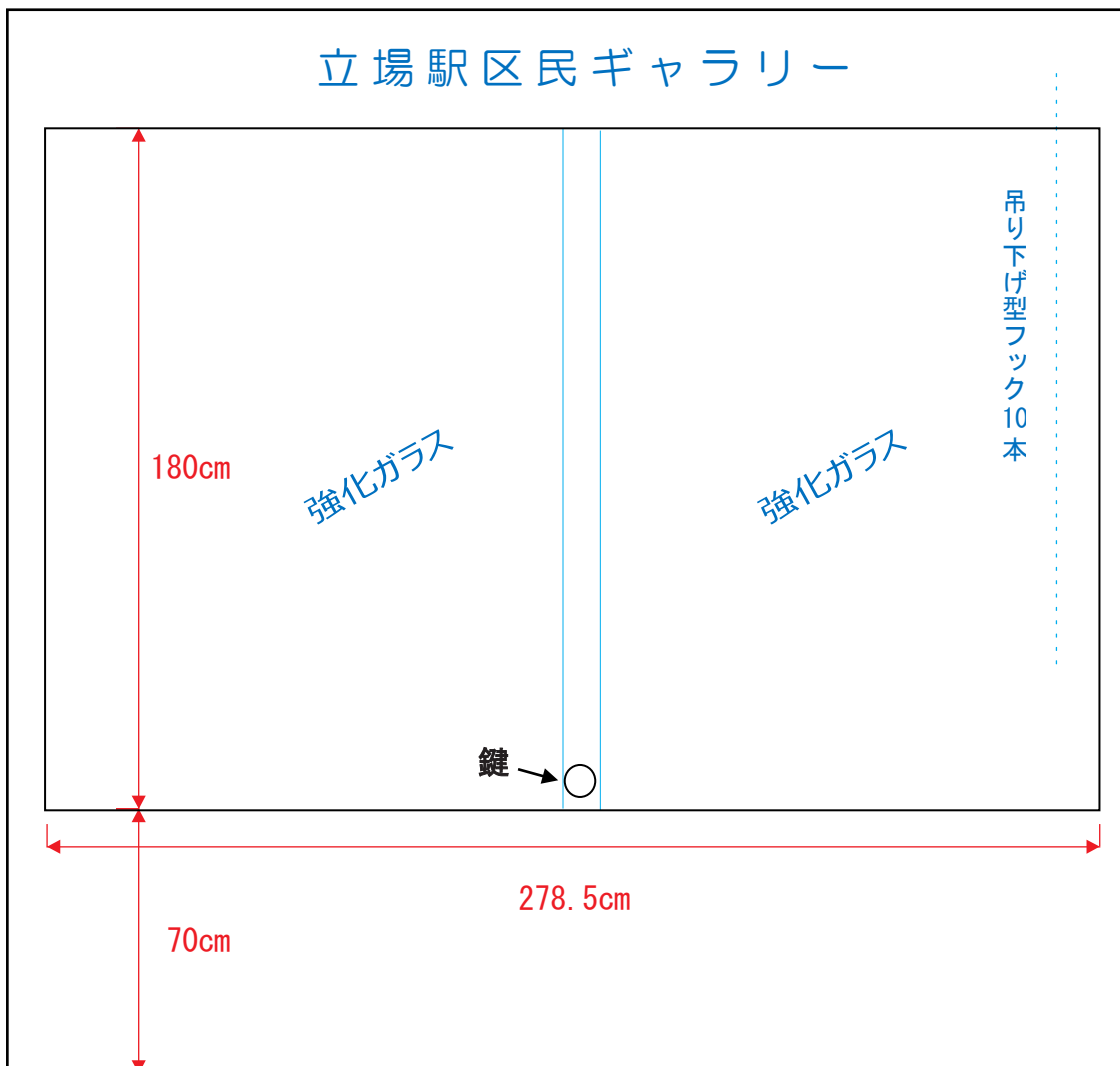 立場駅区民ギャラリー
吊り下げ型フック10本
180cm
強化ガラス
強化ガラス
鍵
278.5cm
70cm